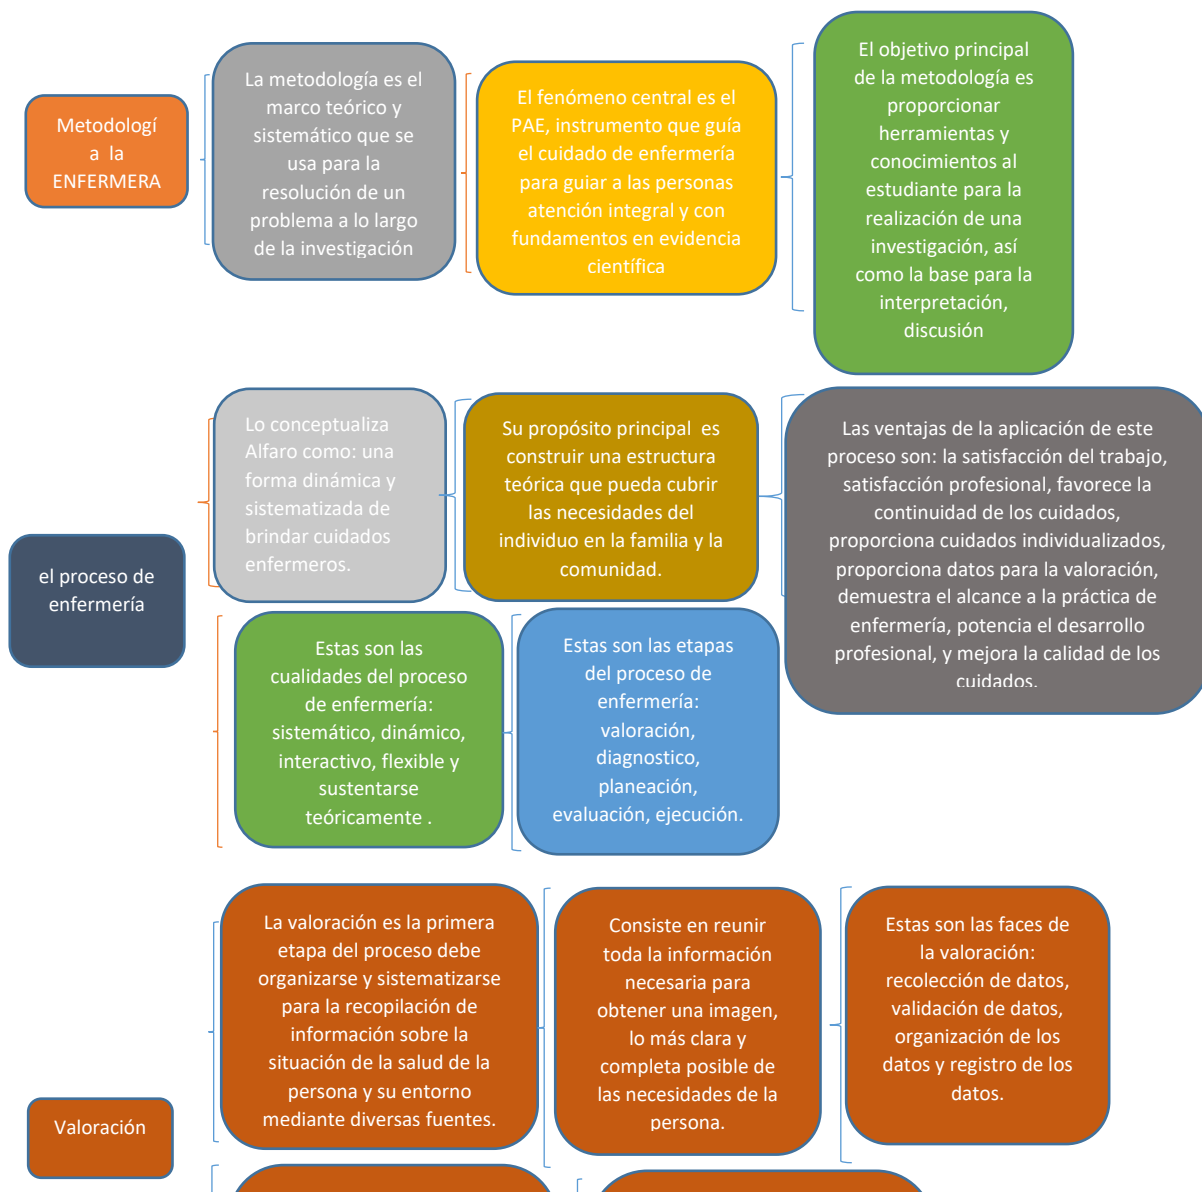 Metodologí
a la
ENFERMERA
La metodología es el
marco teórico y
sistemático que se
usa para la
resolución de un
problema a lo largo
de la investigación
El fenómeno central es el
PAE, instrumento que guía
el cuidado de enfermería
para guiar a las personas
atención integral y con
fundamentos en evidencia
científica
El objetivo principal
de la metodología es
proporcionar
herramientas y
conocimientos al
estudiante para la
realización de una
investigación, así
como la base para la
interpretación,
discusión
el proceso de
enfermería
Lo conceptualiza
Alfaro como: una
forma dinámica y
sistematizada de
brindar cuidados
enfermeros.
Su propósito principal es
construir una estructura
teórica que pueda cubrir
las necesidades del
individuo en la familia y la
comunidad.
Las ventajas de la aplicación de este
proceso son: la satisfacción del trabajo,
satisfacción profesional, favorece la
continuidad de los cuidados,
proporciona cuidados individualizados,
proporciona datos para la valoración,
demuestra el alcance a la práctica de
enfermería, potencia el desarrollo
profesional, y mejora la calidad de los
cuidados.
Estas son las
cualidades del proceso
de enfermería:
sistemático, dinámico,
interactivo, flexible y
sustentarse
teóricamente .
Estas son las etapas
del proceso de
enfermería:
valoración,
diagnostico,
planeación,
evaluación, ejecución.
Valoración
La valoración es la primera
etapa del proceso debe
organizarse y sistematizarse
para la recopilación de
información sobre la
situación de la salud de la
persona y su entorno
mediante diversas fuentes.
Consiste en reunir
toda la información
necesaria para
obtener una imagen,
lo más clara y
completa posible de
las necesidades de la
persona.
Estas son las faces de
la valoración:
recolección de datos,
validación de datos,
organización de los
datos y registro de los
datos.